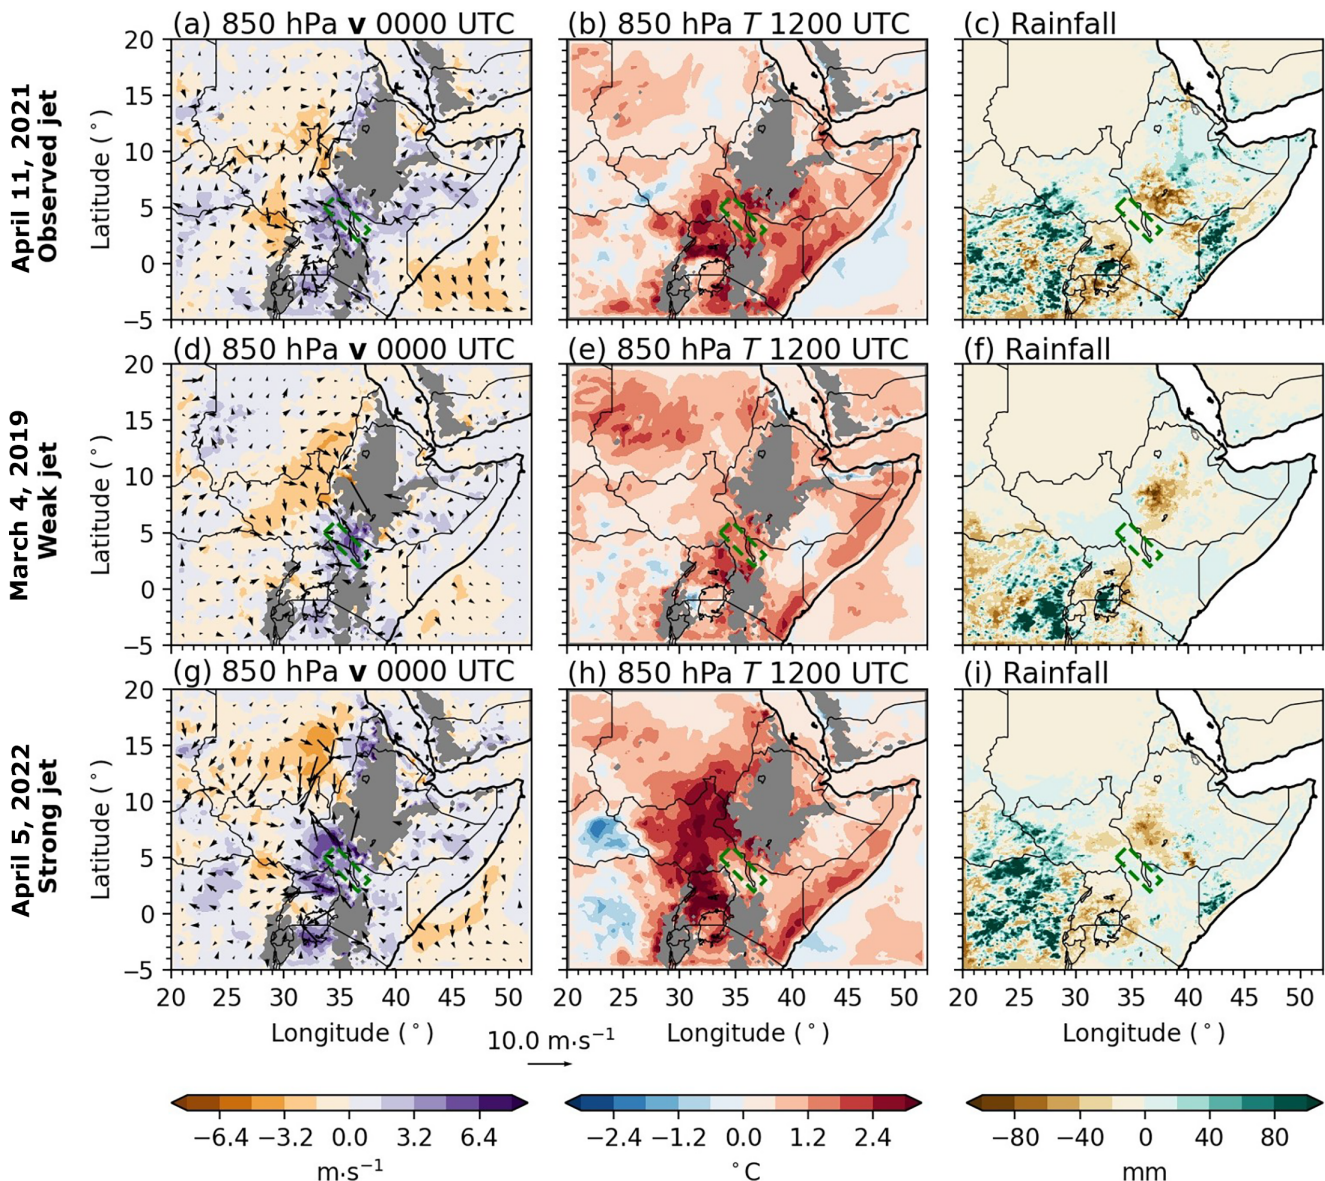 (a) 850 hPa v 0000 UTC
(b) 850 hPa T 1200 UTC
(c) Rainfall
April 11, 2021
Observed jet
Latitude (°)
20
15
10
5
0
−5
(d) 850 hPa v 0000 UTC
(e) 850 hPa T 1200 UTC
(f) Rainfall
March 4, 2019
Weak jet
Latitude (°)
20
15
10
5
0
−5
(g) 850 hPa v 0000 UTC
(h) 850 hPa T 1200 UTC
(i) Rainfall
April 5, 2022
Strong jet
Latitude (°)
20
15
10
5
0
−5
20 25 30 35 40 45 50 20 25 30 35 40 45 50 20 25 30 35 40 45 50
Longitude (°) Longitude (°) Longitude (°)
10.0 m·s⁻¹
−6.4 −3.2 0.0 3.2 6.4
m·s⁻¹
−2.4 −1.2 0.0 1.2 2.4
°C
−80 −40 0 40 80
mm